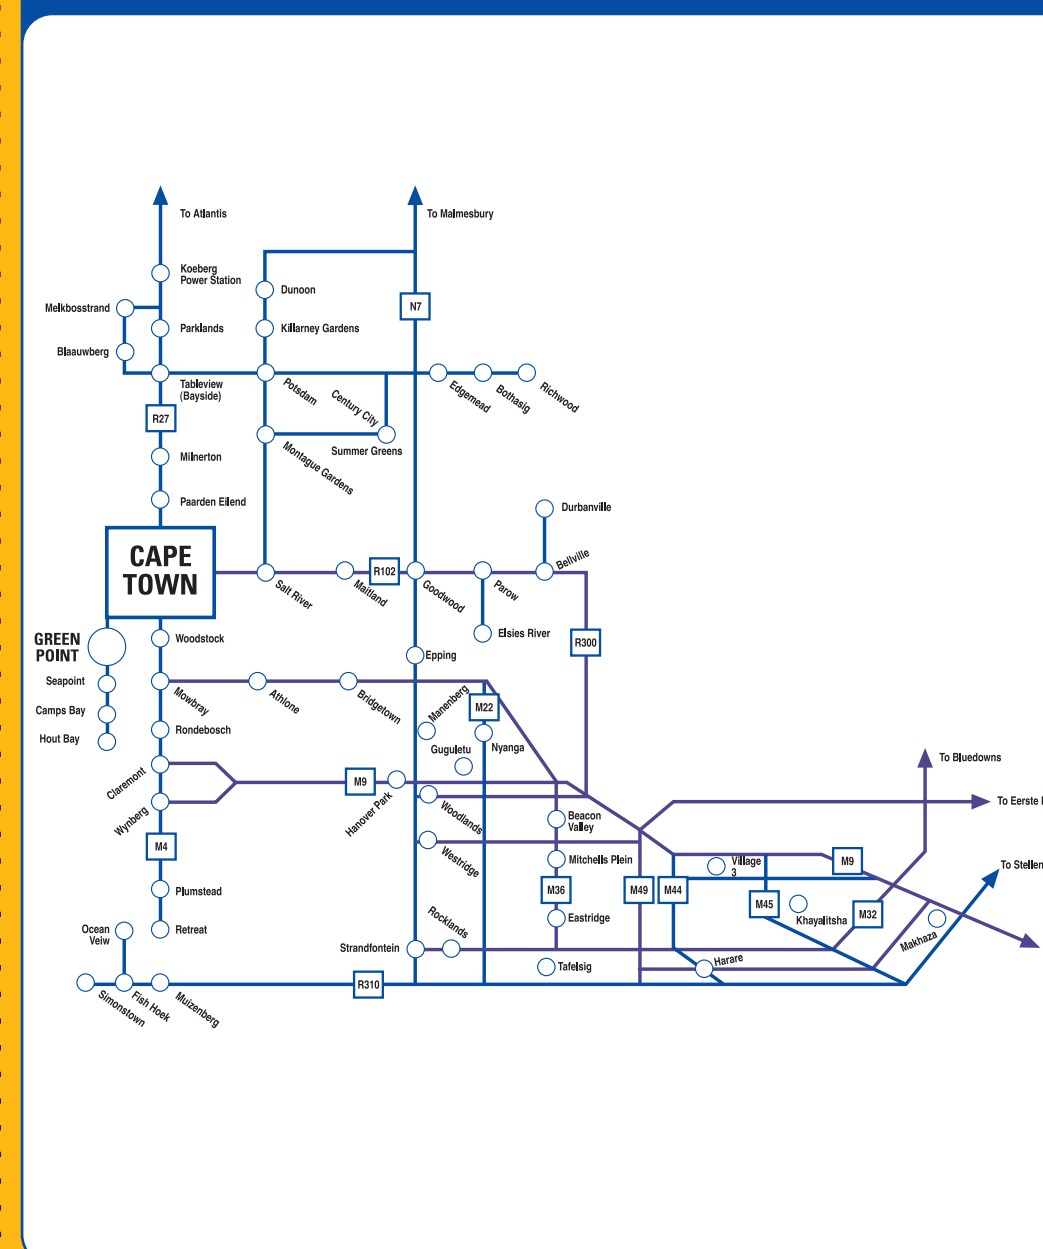 To Atlantis
To Malmesbury
Koeberg
Power Station
Dunoon
Melkbosstrand
N7
Parklands
Killarney Gardens
Blaauwberg
Tableview
(Bayside)
Potsdam
Century City
Edgemead
Bothasig
Richwood
R27
Summer Greens
Milnerton
Montague Gardens
Paarden Eilend
Durbanville
CAPE
TOWN
Bellville
R102
Salt River
Maitland
Goodwood
Parow
GREEN
POINT
Woodstock
Elsies River
R300
Epping
Seapoint
Mowbray
Athlone
Bridgetown
Manenberg
M22
Camps Bay
Rondebosch
Hout Bay
Guguletu
Nyanga
To Bluedowns
Claremont
M9
Hanover Park
Wynberg
Woodlands
Beacon
Valley
To Eerste
M4
Westridge
Mitchells Plein
Village
3
M9
To Stellen
Plumstead
M36
M49
M44
M45
Khayalitsha
M32
Ocean
Veiw
Retreat
Rocklands
Eastridge
Makhaza
Strandfontein
Tafelsig
Harare
R310
Simonstown
Fish Hoek
Muizenberg